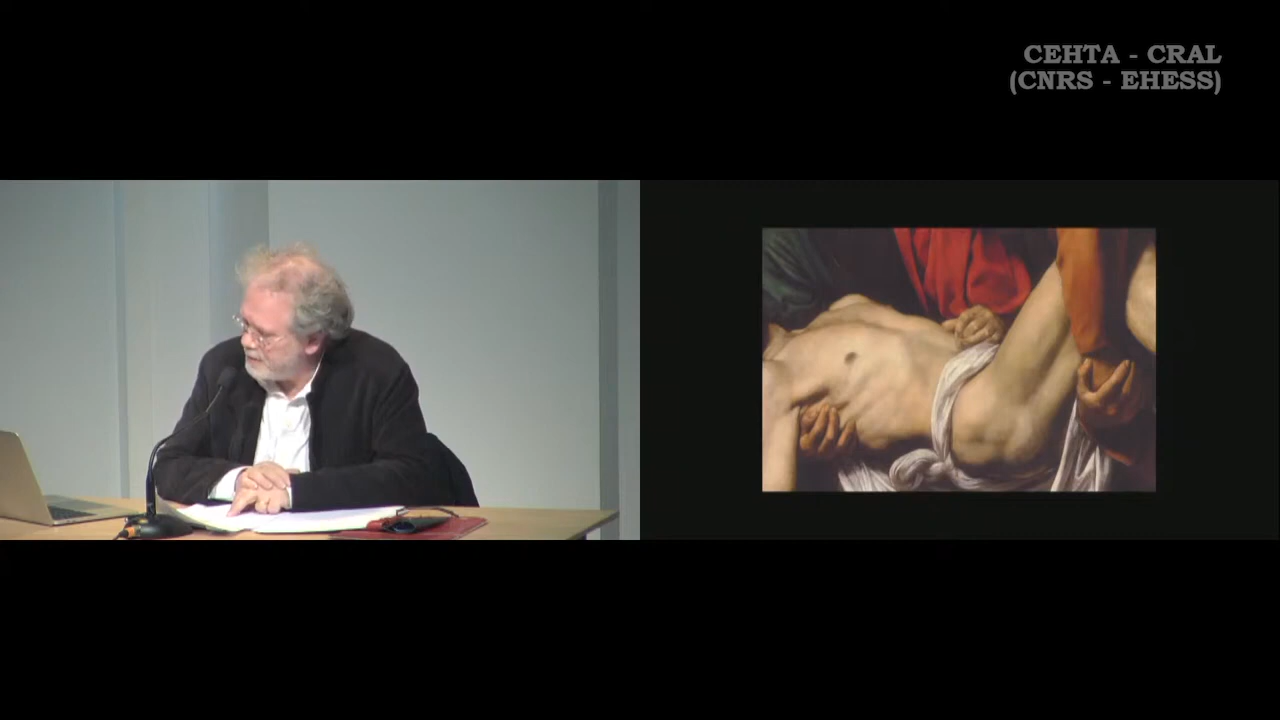 CEHTA - CRAL
(CNRS - EHESS)